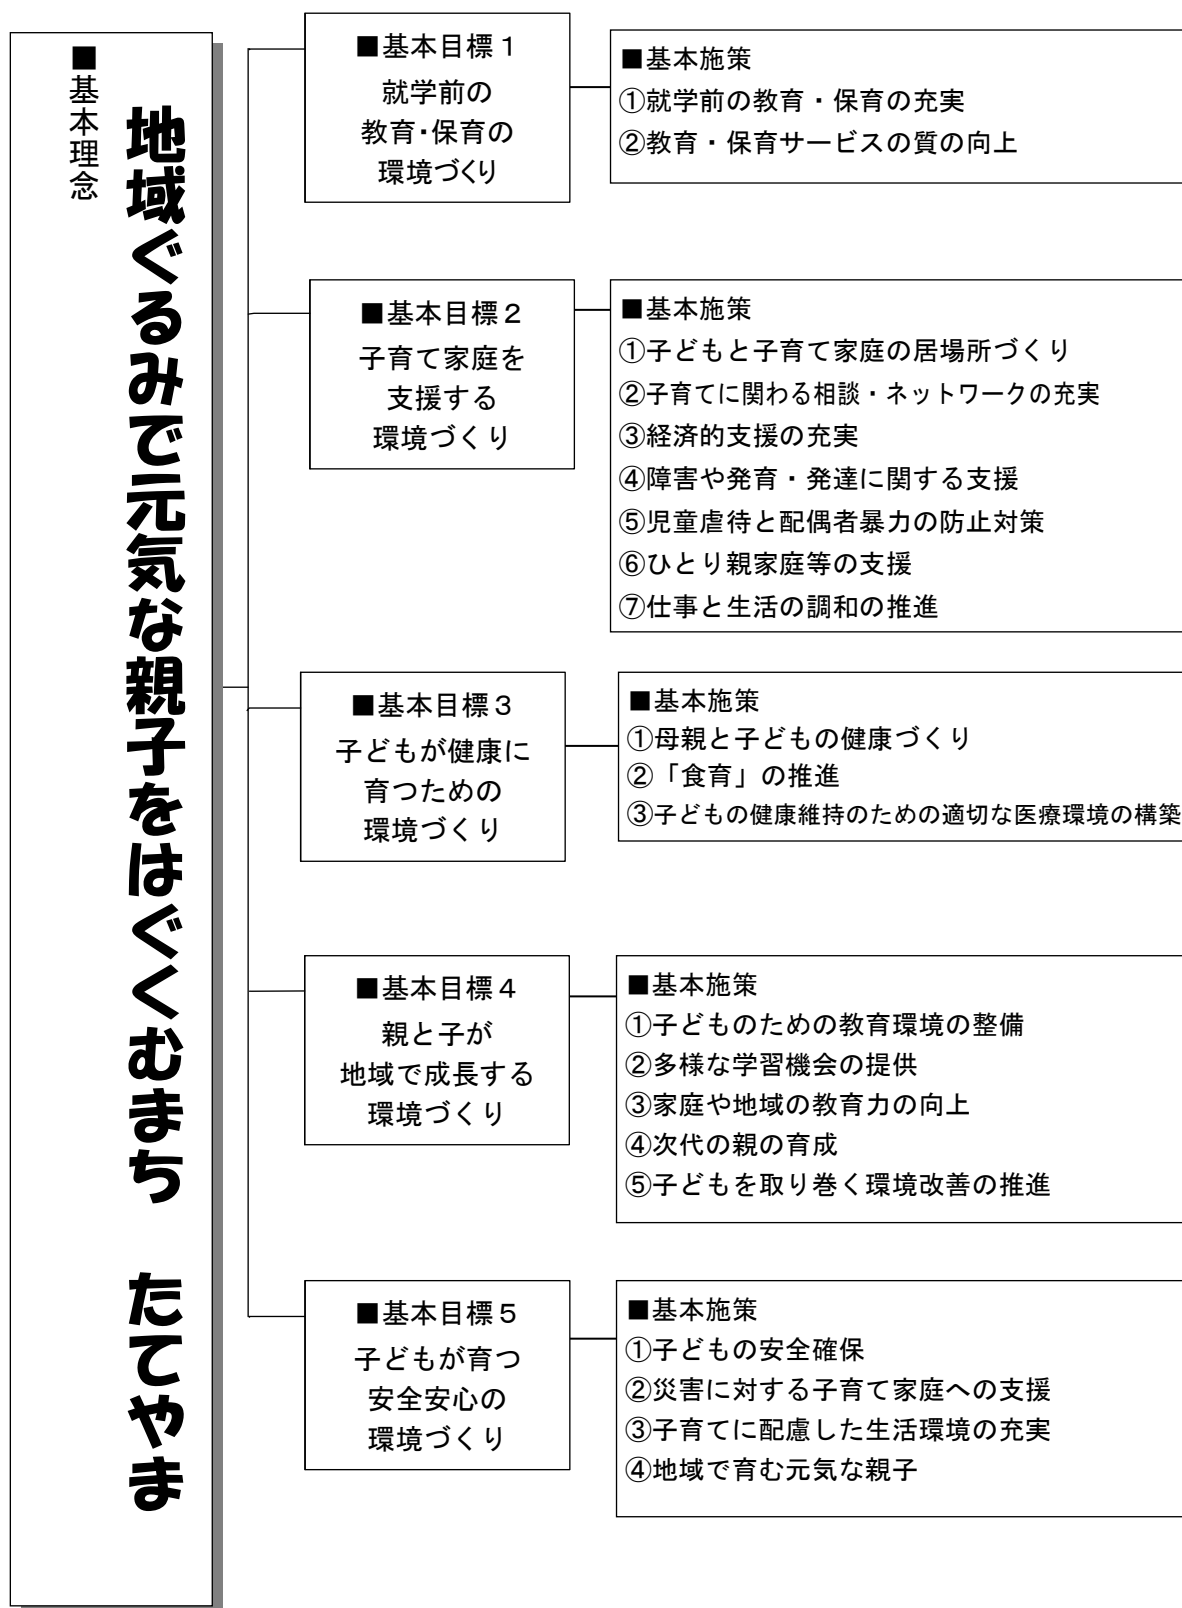 ■基本理念
地域ぐるみで元気な親子をはぐくむまち　たてやま
■基本目標１
就学前の
教育・保育の
環境づくり
■基本施策
①就学前の教育・保育の充実
②教育・保育サービスの質の向上
■基本目標２
子育て家庭を
支援する
環境づくり
■基本施策
①子どもと子育て家庭の居場所づくり
②子育てに関わる相談・ネットワークの充実
③経済的支援の充実
④障害や発育・発達に関する支援
⑤児童虐待と配偶者暴力の防止対策
⑥ひとり親家庭等の支援
⑦仕事と生活の調和の推進
■基本目標３
子どもが健康に
育つための
環境づくり
■基本施策
①母親と子どもの健康づくり
②「食育」の推進
③子どもの健康維持のための適切な医療環境の構築
■基本目標４
親と子が
地域で成長する
環境づくり
■基本施策
①子どものための教育環境の整備
②多様な学習機会の提供
③家庭や地域の教育力の向上
④次代の親の育成
⑤子どもを取り巻く環境改善の推進
■基本目標５
子どもが育つ
安全安心の
環境づくり
■基本施策
①子どもの安全確保
②災害に対する子育て家庭への支援
③子育てに配慮した生活環境の充実
④地域で育む元気な親子